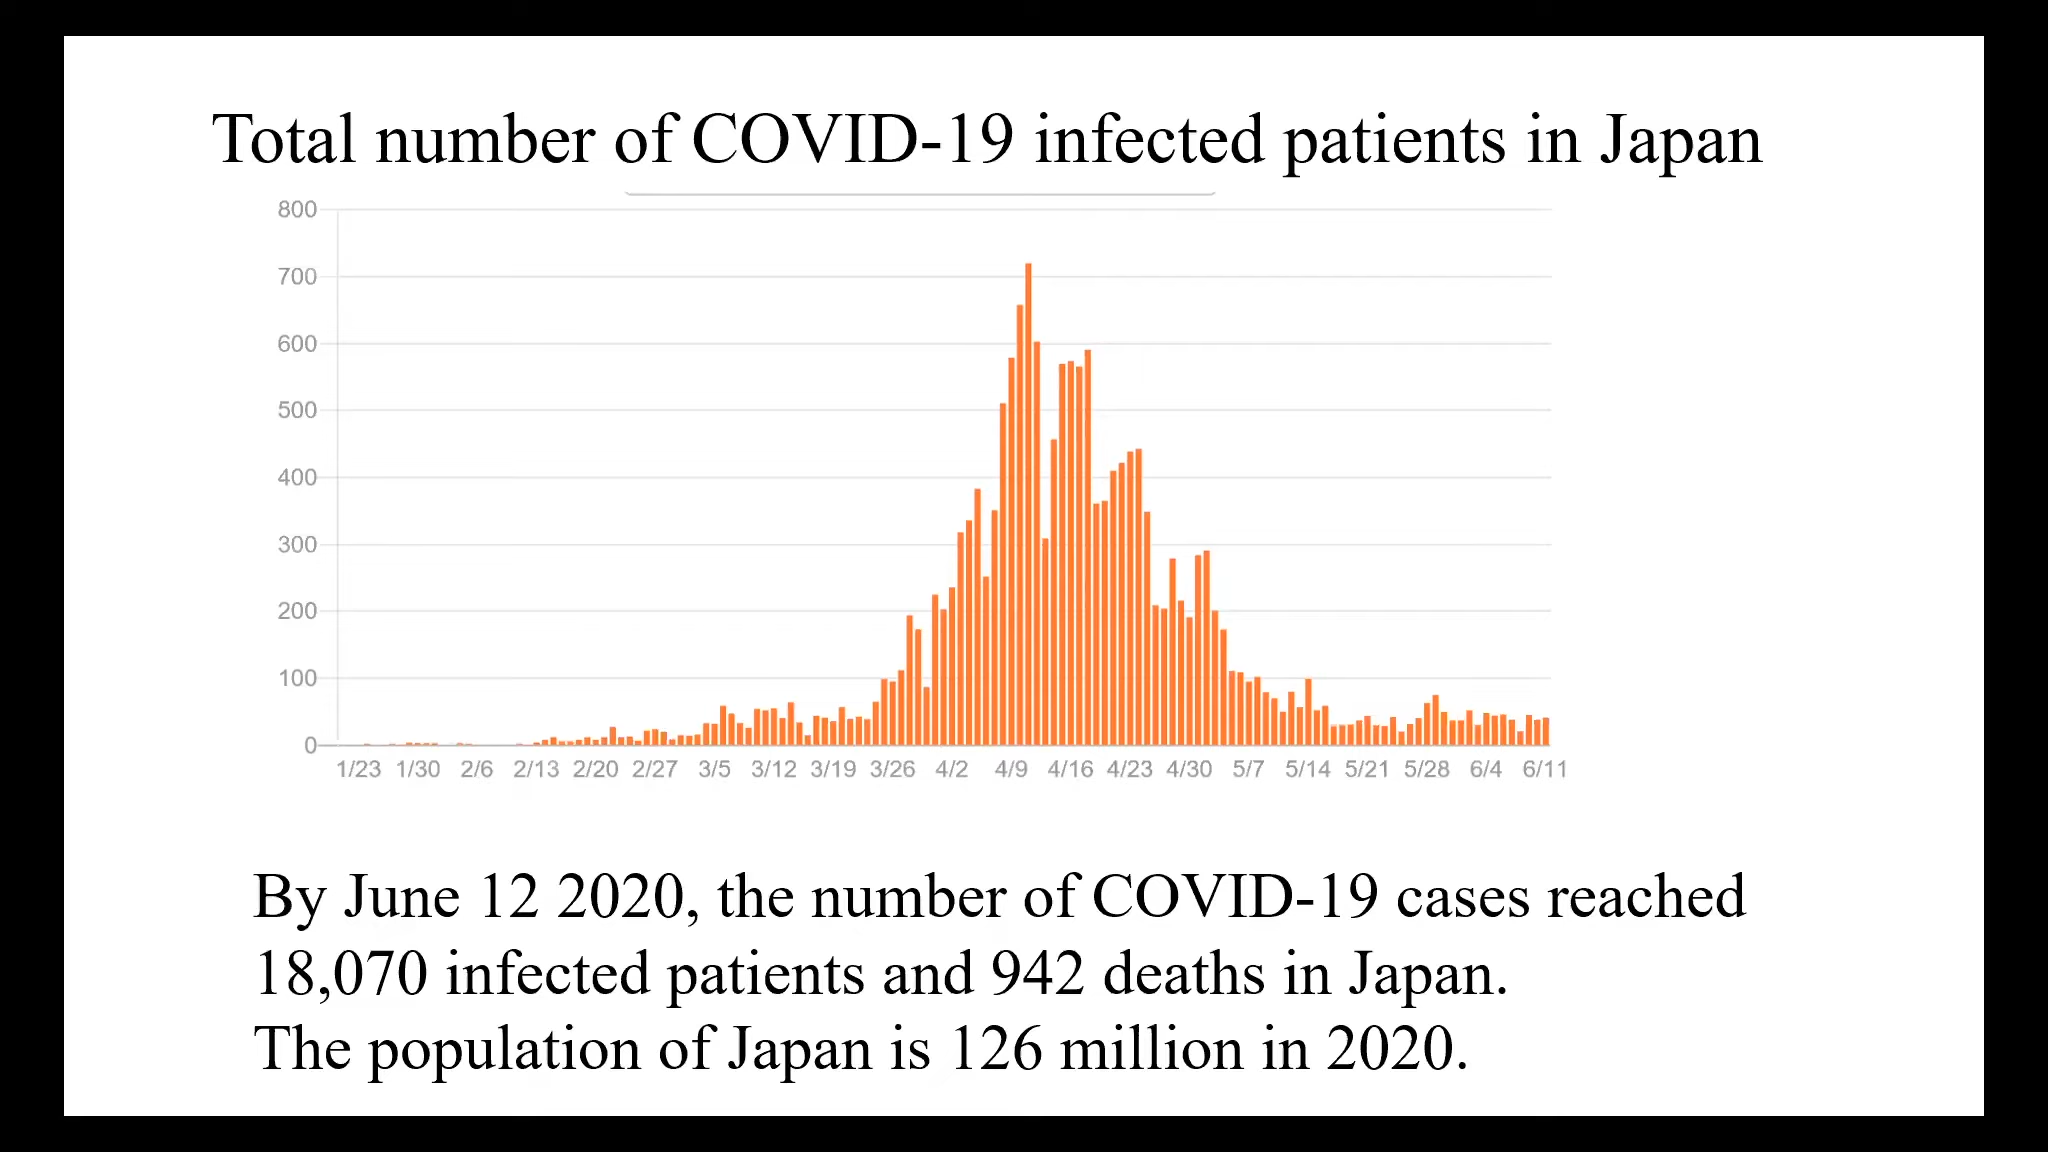 Total number of COVID-19 infected patients in Japan
800
700
600
500
400
300
200
100
0
1/23 1/30 2/6 2/13 2/20 2/27 3/5 3/12 3/19 3/26 4/2 4/9 4/16 4/23 4/30 5/7 5/14 5/21 5/28 6/4 6/11
By June 12 2020, the number of COVID-19 cases reached
18,070 infected patients and 942 deaths in Japan.
The population of Japan is 126 million in 2020.